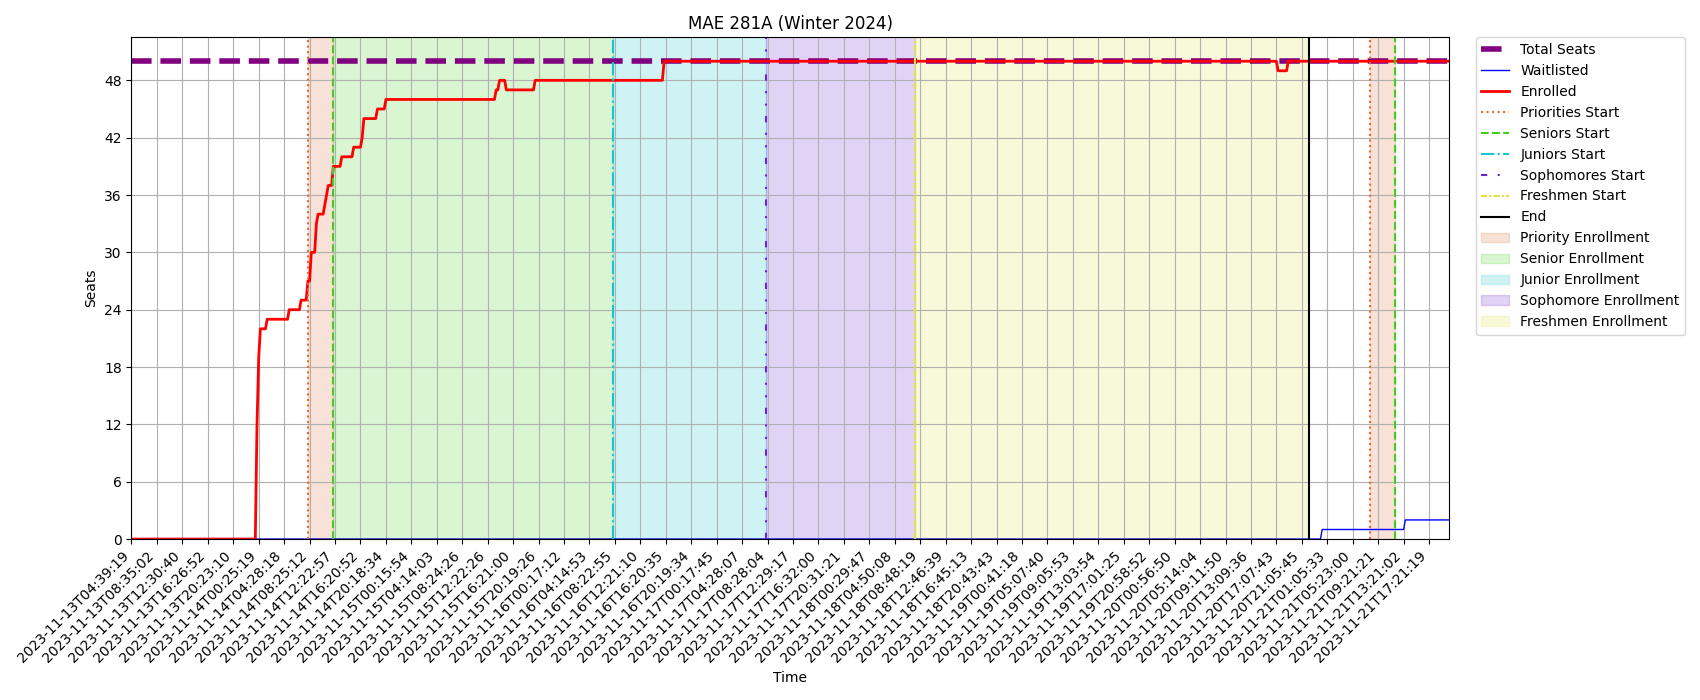 MAE 281A (Winter 2024)
Seats
48
42
36
30
24
18
12
6
0
2023-11-13T04:39:19
2023-11-13T08:35:02
2023-11-13T12:30:40
2023-11-13T16:26:52
2023-11-13T20:23:10
2023-11-14T00:25:19
2023-11-14T04:28:18
2023-11-14T08:25:12
2023-11-14T12:22:57
2023-11-14T16:20:52
2023-11-14T20:18:34
2023-11-15T00:15:54
2023-11-15T04:14:03
2023-11-15T08:24:26
2023-11-15T12:22:26
2023-11-15T16:21:00
2023-11-15T20:19:26
2023-11-16T00:17:12
2023-11-16T04:14:53
2023-11-16T08:22:55
2023-11-16T12:21:10
2023-11-16T16:20:35
2023-11-16T20:19:34
2023-11-17T00:17:45
2023-11-17T04:28:07
2023-11-17T08:28:04
2023-11-17T12:29:17
2023-11-17T16:32:00
2023-11-17T20:31:21
2023-11-18T00:29:47
2023-11-18T04:50:08
2023-11-18T08:48:19
2023-11-18T12:46:39
2023-11-18T16:45:13
2023-11-18T20:43:43
2023-11-19T00:41:18
2023-11-19T05:07:40
2023-11-19T09:05:53
2023-11-19T13:03:54
2023-11-19T17:01:25
2023-11-19T20:58:52
2023-11-20T00:56:50
2023-11-20T05:14:04
2023-11-20T09:11:50
2023-11-20T13:09:36
2023-11-20T17:07:43
2023-11-20T21:05:45
2023-11-21T01:05:33
2023-11-21T05:23:00
2023-11-21T09:21:21
2023-11-21T13:21:02
2023-11-21T17:21:19
Time
Total Seats
Waitlisted
Enrolled
Priorities Start
Seniors Start
Juniors Start
Sophomores Start
Freshmen Start
End
Priority Enrollment
Senior Enrollment
Junior Enrollment
Sophomore Enrollment
Freshmen Enrollment